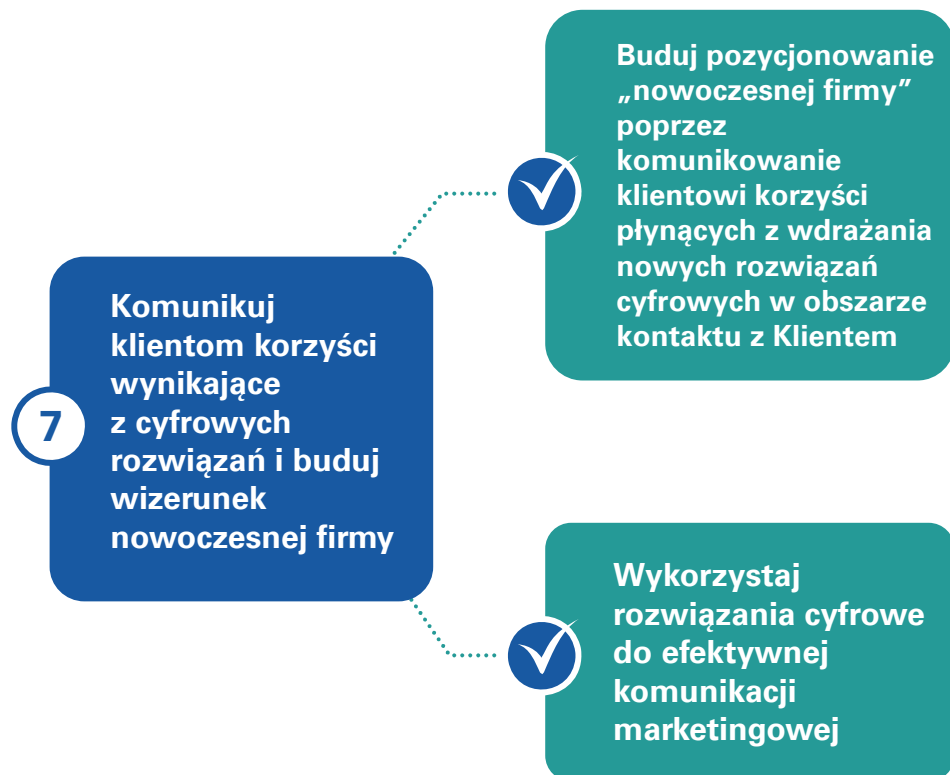 7
Komunikuj
klientom korzyści
wynikające
z cyfrowych
rozwiązań i buduj
wizerunek
nowoczesnej firmy
Buduj pozycjonowanie
„nowoczesnej firmy”
poprzez
komunikowanie
klientowi korzyści
płynących z wdrażania
nowych rozwiązań
cyfrowych w obszarze
kontaktu z Klientem
Wykorzystaj
rozwiązania cyfrowe
do efektywnej
komunikacji
marketingowej